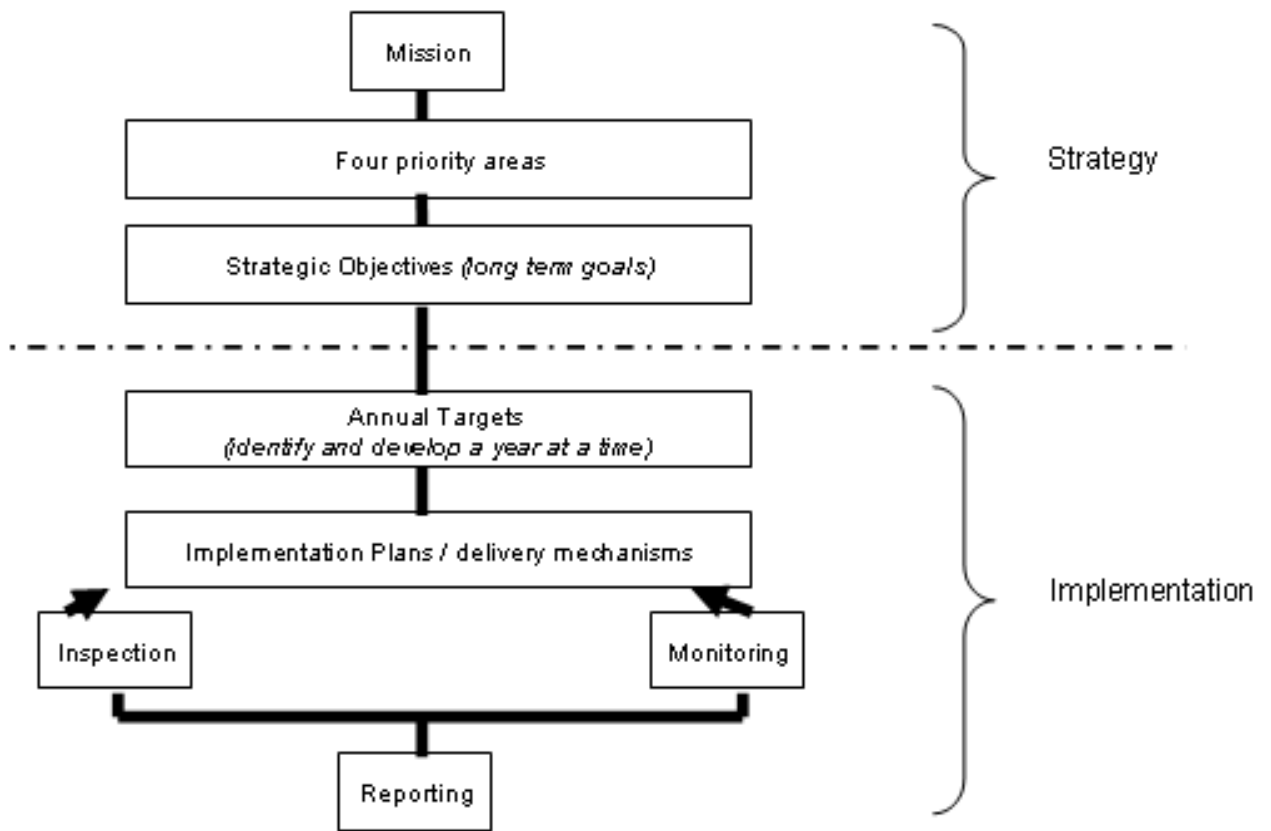 Mission
Four priority areas
Strategy
Strategic Objectives (long term goals)
Annual Targets
(identify and develop a year at a time)
Implementation Plans / delivery mechanisms
Implementation
Inspection
Monitoring
Reporting